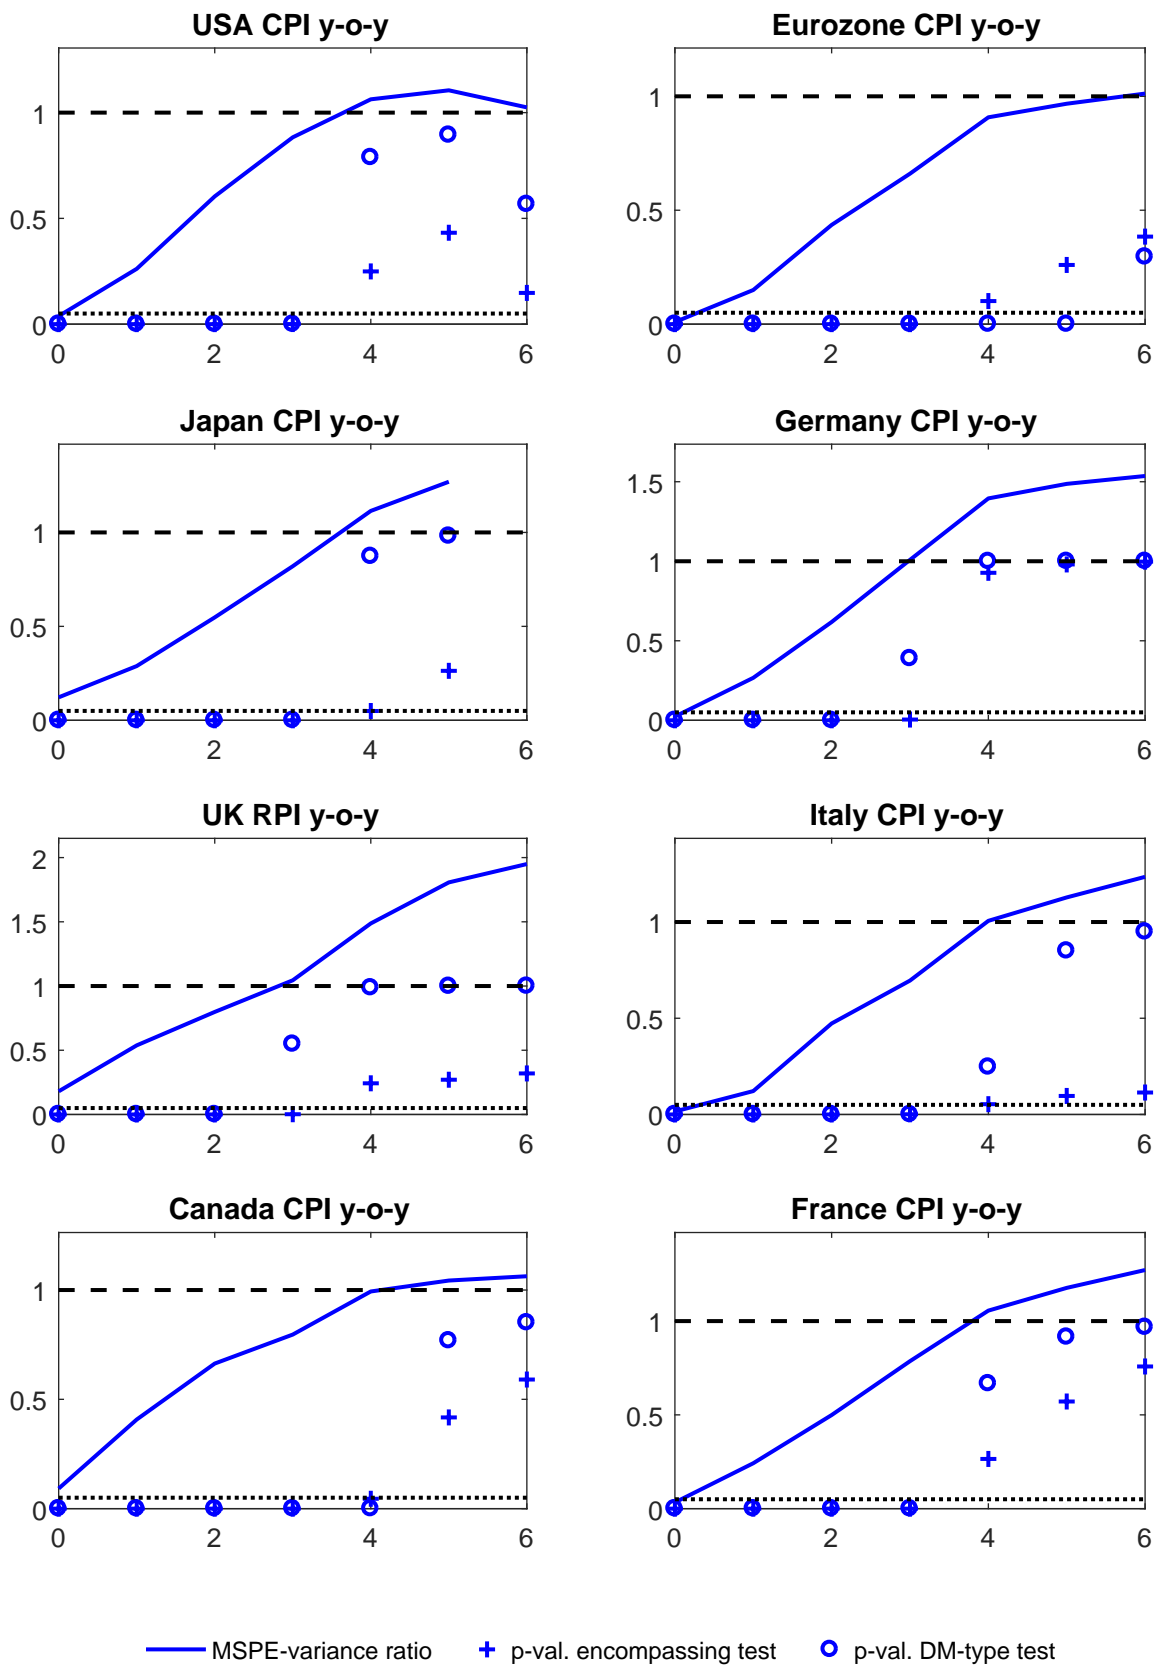 USA CPI y-o-y
1
0.5
0
0 2 4 6
Eurozone CPI y-o-y
1
0.5
0
0 2 4 6
Japan CPI y-o-y
1
0.5
0
0 2 4 6
Germany CPI y-o-y
1.5
1
0.5
0
0 2 4 6
UK RPI y-o-y
2
1.5
1
0.5
0
0 2 4 6
Italy CPI y-o-y
1
0.5
0
0 2 4 6
Canada CPI y-o-y
1
0.5
0
0 2 4 6
France CPI y-o-y
1
0.5
0
0 2 4 6
MSPE-variance ratio p-val. encompassing test p-val. DM-type test